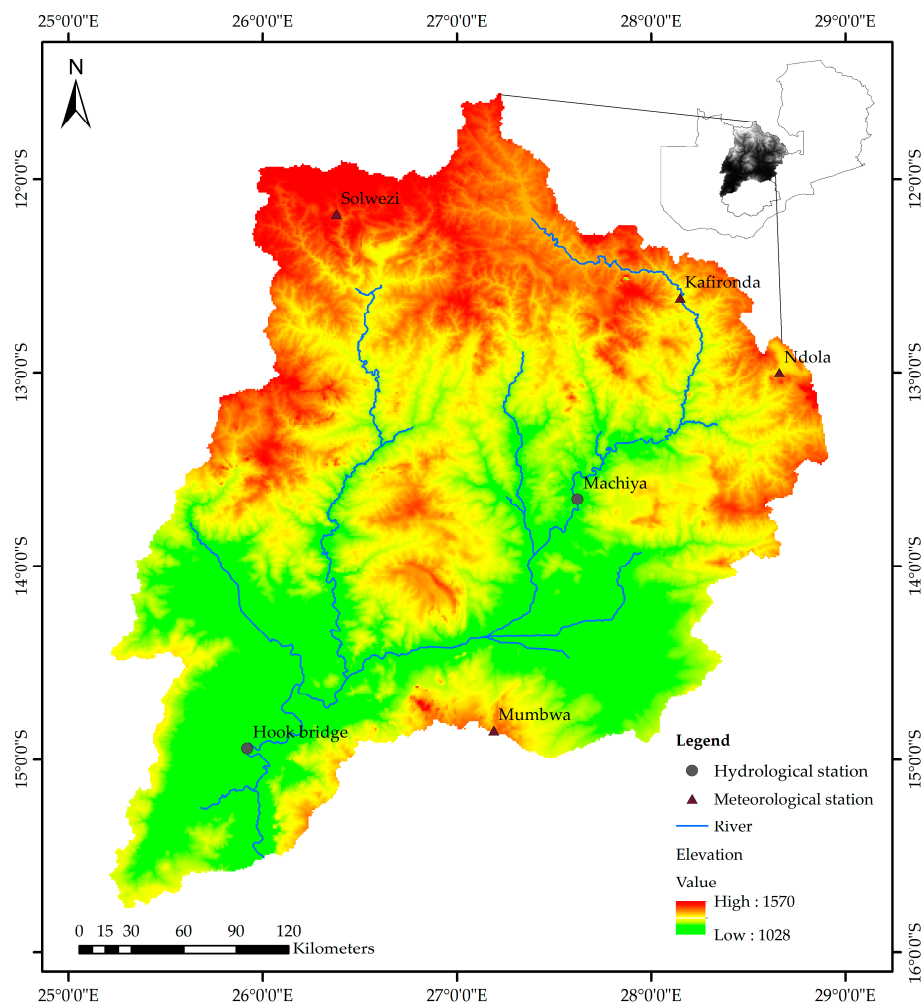 25°0'0"E 26°0'0"E 27°0'0"E 28°0'0"E 29°0'0"E
N
12°0'0"S 12°0'0"S
Solwezi
Kafironda
Ndola
13°0'0"S 13°0'0"S
Machiya
14°0'0"S 14°0'0"S
Mumbwa
Hook bridge
15°0'0"S 15°0'0"S
Legend
Hydrological station
Meteorological station
River
Elevation
Value
High : 1570
Low : 1028
0 15 30 60 90 120
Kilometers
16°0'0"S 16°0'0"S
25°0'0"E 26°0'0"E 27°0'0"E 28°0'0"E 29°0'0"E